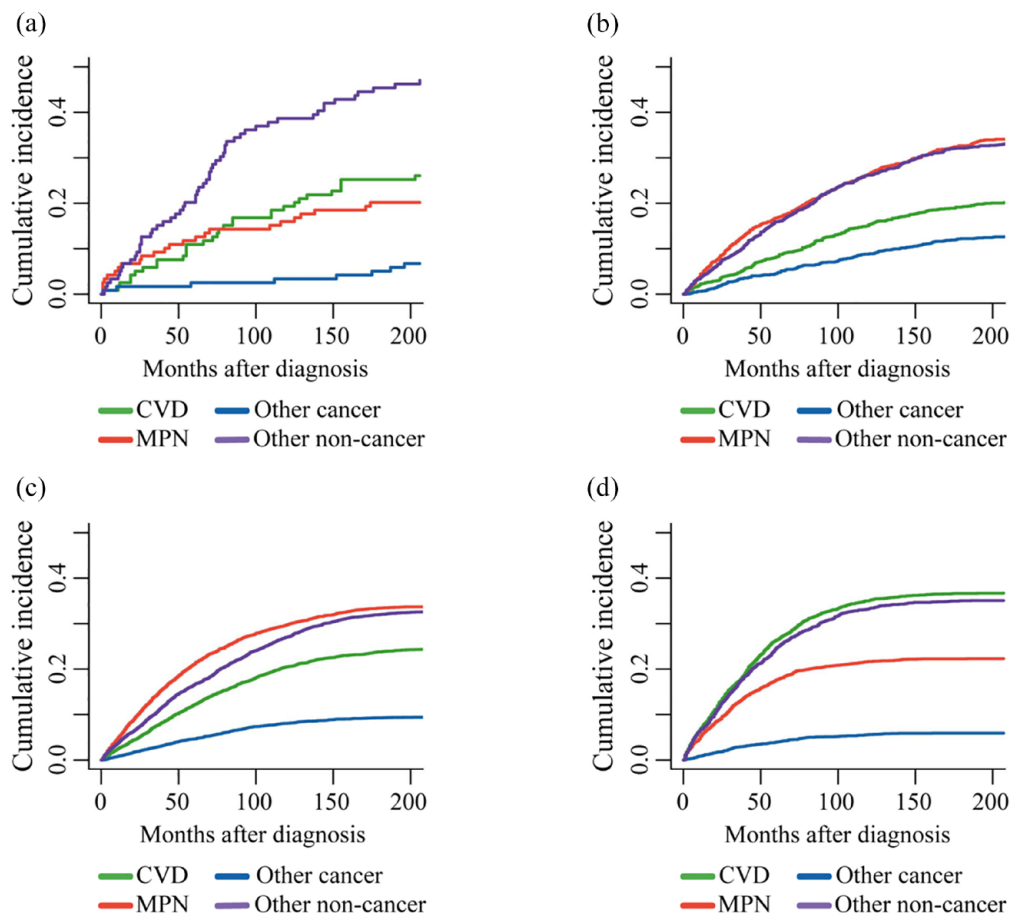 (a)
Cumulative incidence
0.4
0.2
0.0
0 50 100 150 200
Months after diagnosis
CVD Other cancer
MPN Other non-cancer
(b)
Cumulative incidence
0.4
0.2
0.0
0 50 100 150 200
Months after diagnosis
CVD Other cancer
MPN Other non-cancer
(c)
Cumulative incidence
0.4
0.2
0.0
0 50 100 150 200
Months after diagnosis
CVD Other cancer
MPN Other non-cancer
(d)
Cumulative incidence
0.4
0.2
0.0
0 50 100 150 200
Months after diagnosis
CVD Other cancer
MPN Other non-cancer